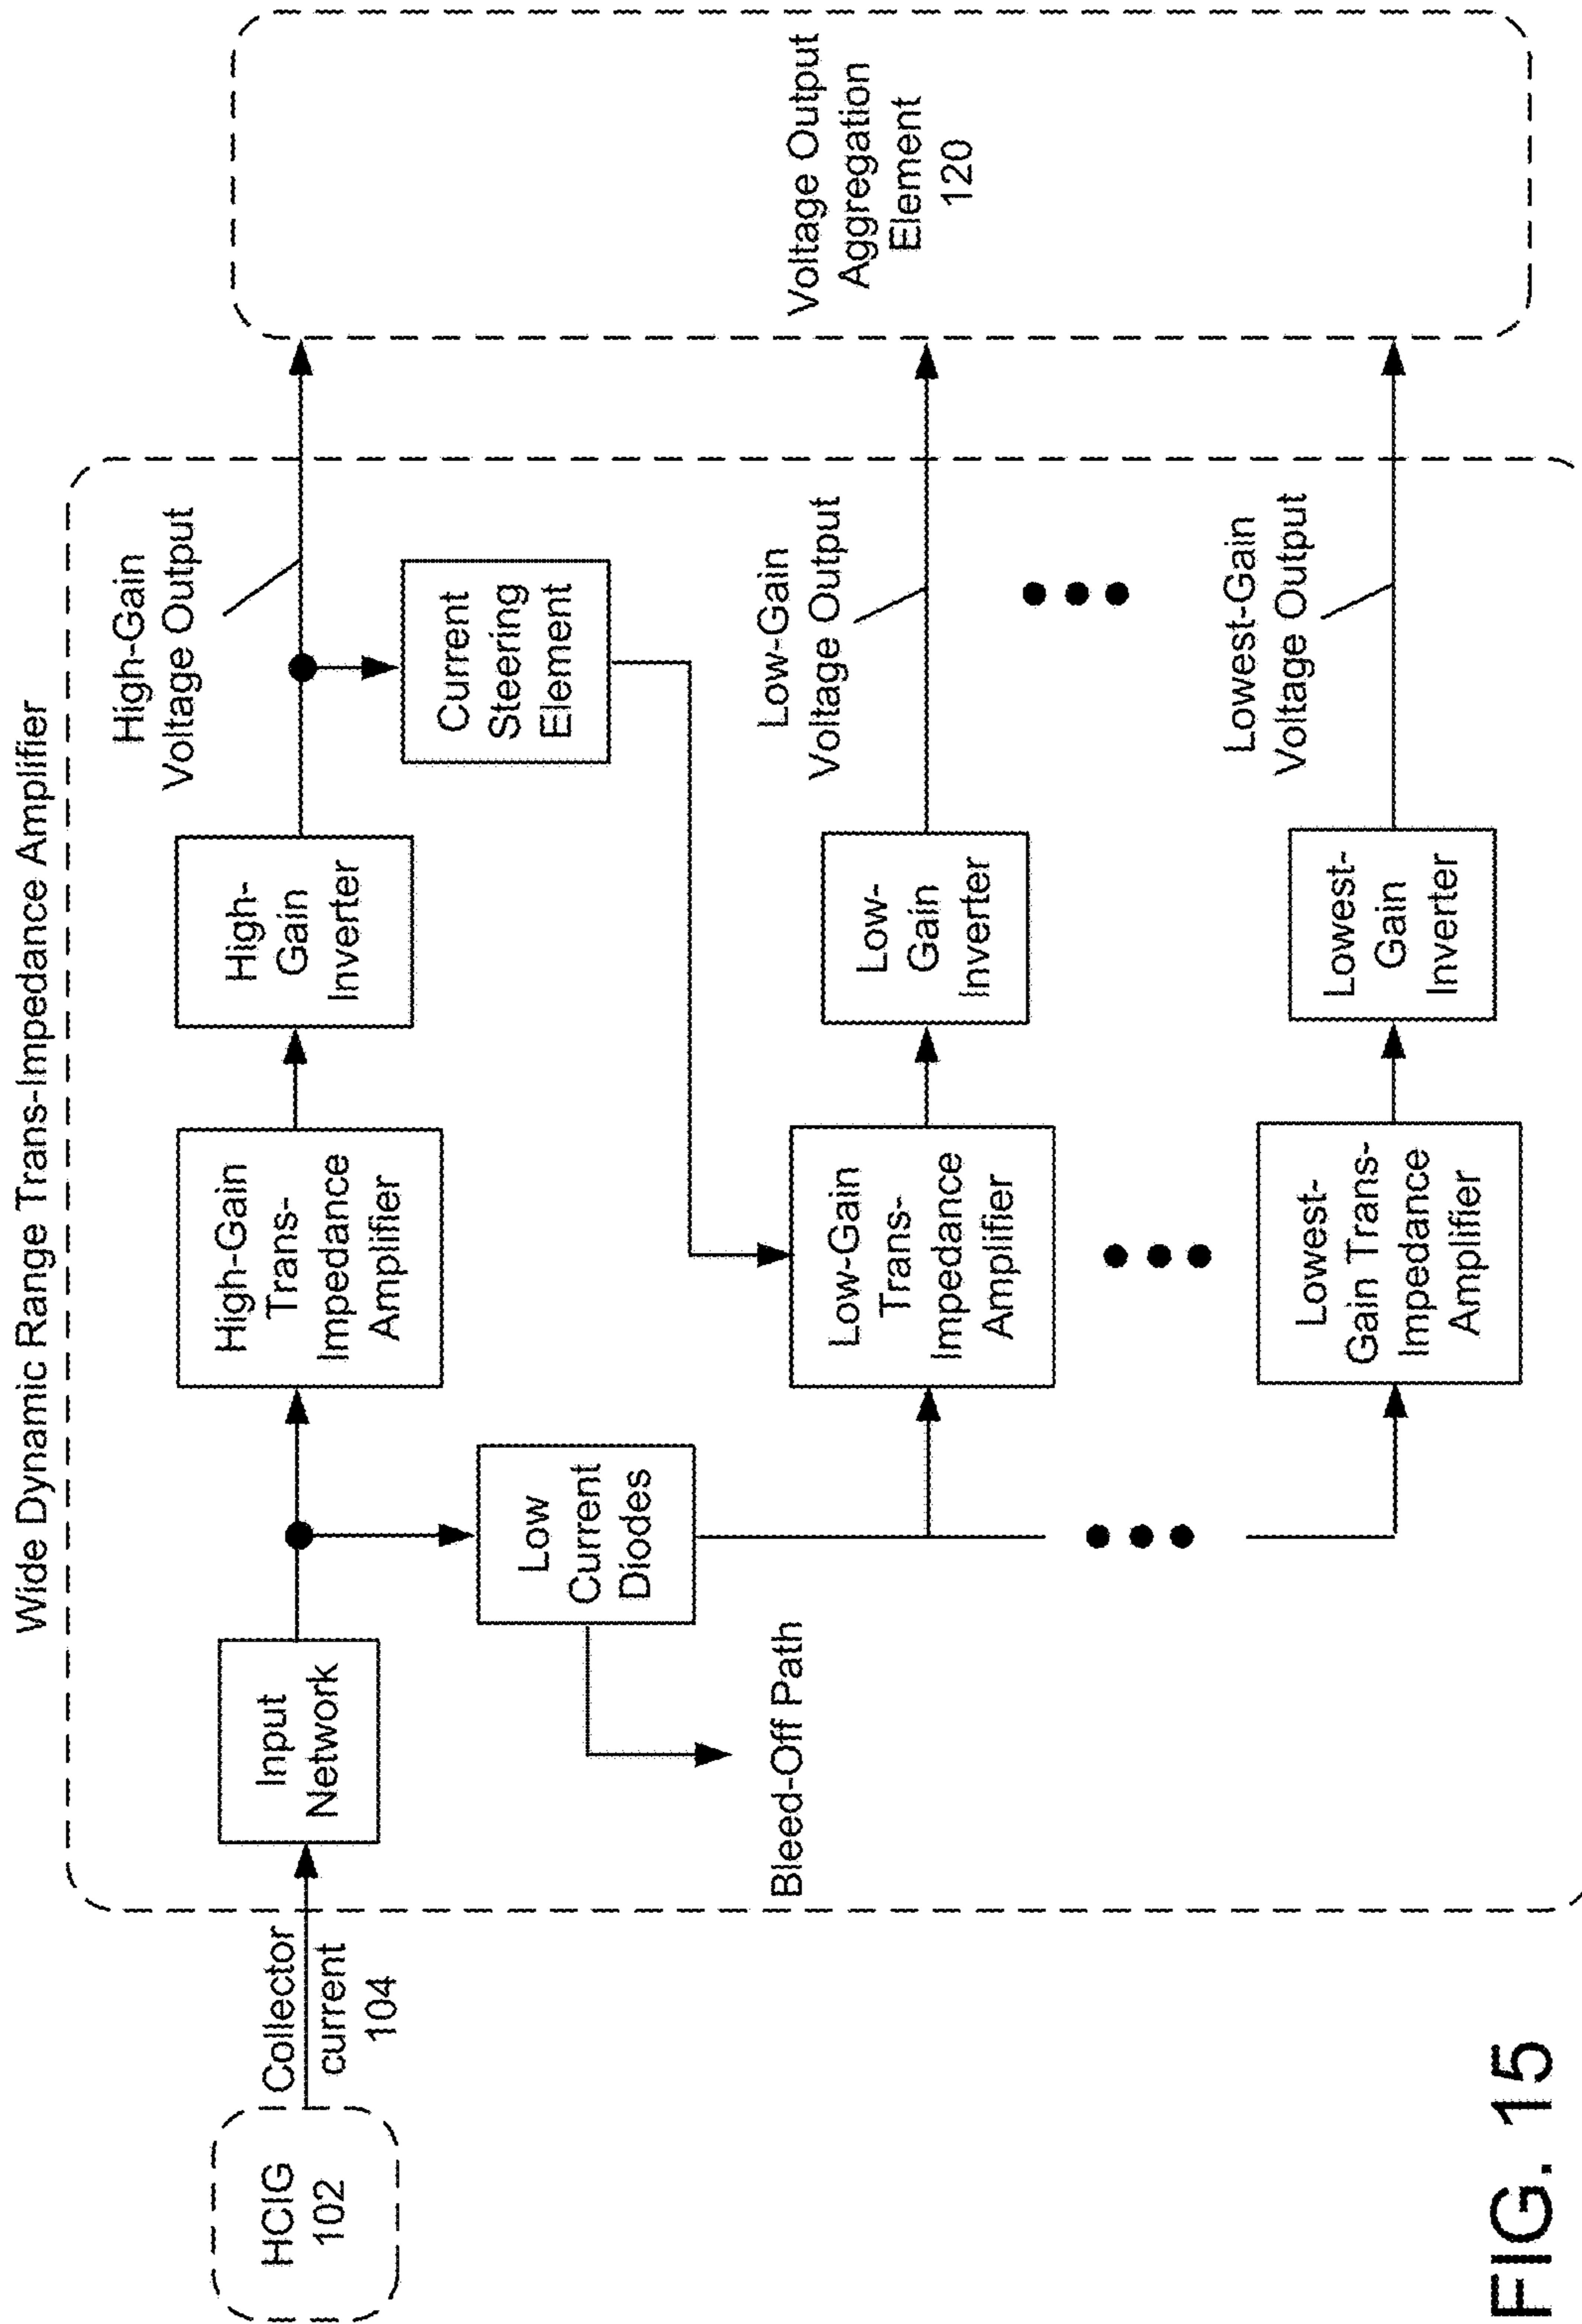 Wide Dynamic Range Trans-Impedance Amplifier
HCIG
102
Collector
current
104
Input
Network
High-Gain
Trans-
Impedance
Amplifier
High-
Gain
Inverter
High-Gain
Voltage Output
Low
Current
Diodes
Current
Steering
Element
Bleed-Off Path
Low-Gain
Trans-
Impedance
Amplifier
Low-
Gain
Inverter
Low-Gain
Voltage Output
Voltage Output
Aggregation
Element
120
Lowest-
Gain Trans-
Impedance
Amplifier
Lowest-
Gain
Inverter
Lowest-Gain
Voltage Output
FIG. 15